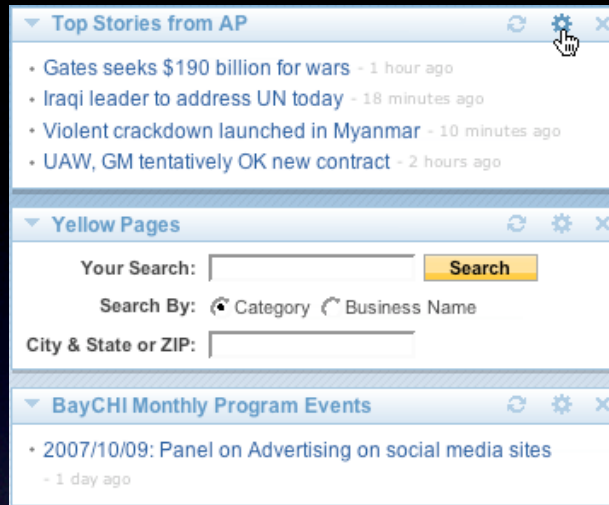 Top Stories from AP
• Gates seeks $190 billion for wars - 1 hour ago
• Iraqi leader to address UN today - 18 minutes ago
• Violent crackdown launched in Myanmar - 10 minutes ago
• UAW, GM tentatively OK new contract - 2 hours ago
Yellow Pages
Your Search: Search
Search By: Category Business Name
City & State or ZIP:
BayCHI Monthly Program Events
• 2007/10/09: Panel on Advertising on social media sites
- 1 day ago